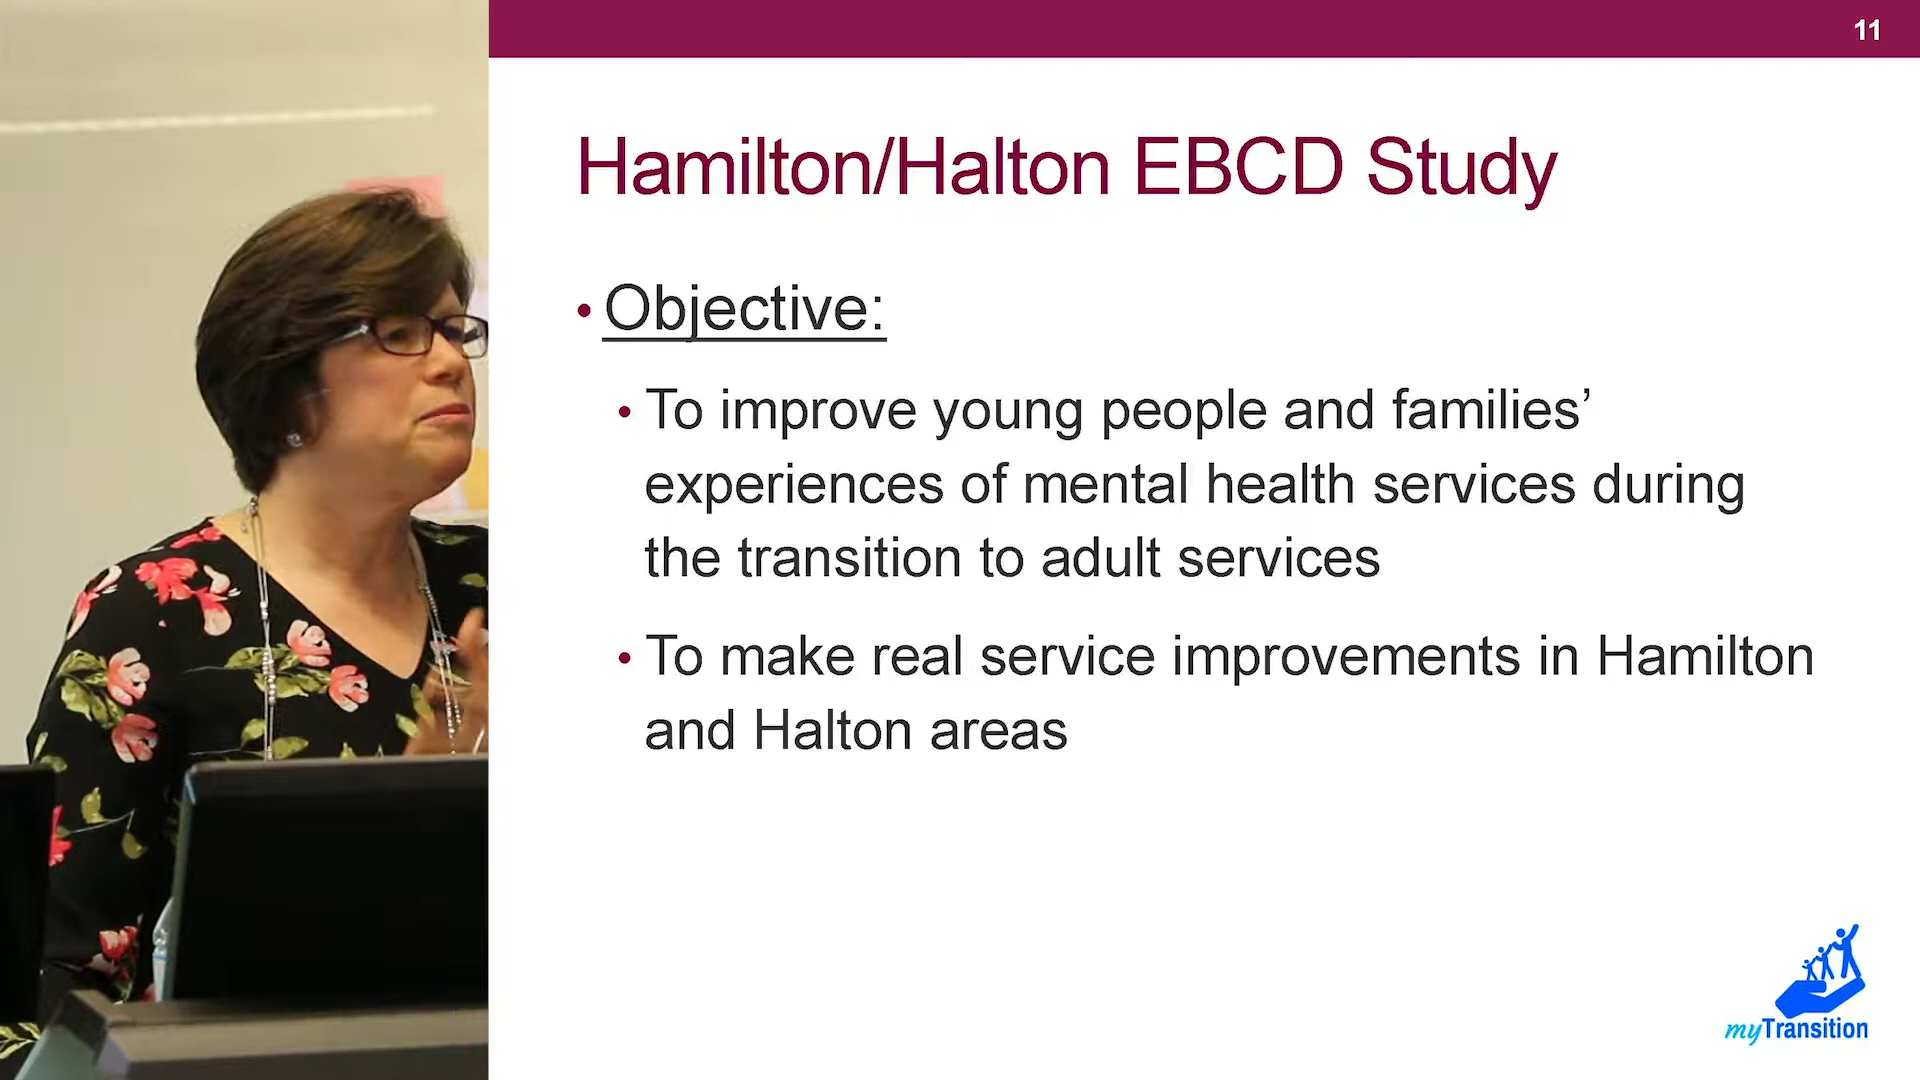 11
Hamilton/Halton EBCD Study
• Objective:
• To improve young people and families’
experiences of mental health services during
the transition to adult services
• To make real service improvements in Hamilton
and Halton areas
myTransition